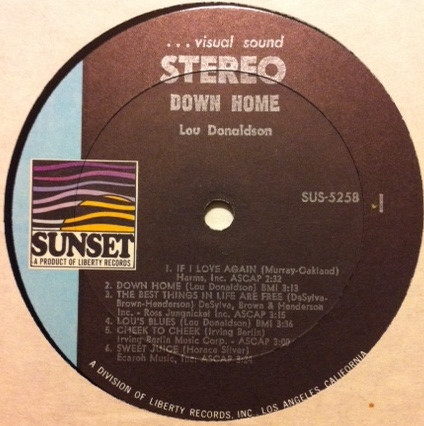 ...visual sound
STEREO
DOWN HOME
Lou Donaldson
SUS-5258
SUNSET
A PRODUCT OF LIBERTY RECORDS
1. IF I LOVE AGAIN (Murray-Oakland)
Harms, Inc. ASCAP 2:32
2. DOWN HOME (Lou Donaldson) BMI 3:13
3. THE BEST THINGS IN LIFE ARE FREE (DeSylva-
Brown-Henderson) DeSylva, Brown & Henderson
Inc. - Ross Jungnickel Inc. ASCAP 3:15
4. LOU'S BLUES (Lou Donaldson) BMI 3:36
5. CHEEK TO CHEEK (Irving Berlin)
Irving Berlin Music Corp. - ASCAP
6. SWEET JUICE (Horace Silver)
Ecaroh Music, Inc. ASCAP
A DIVISION OF LIBERTY RECORDS, INC., LOS ANGELES, CALIFORNIA